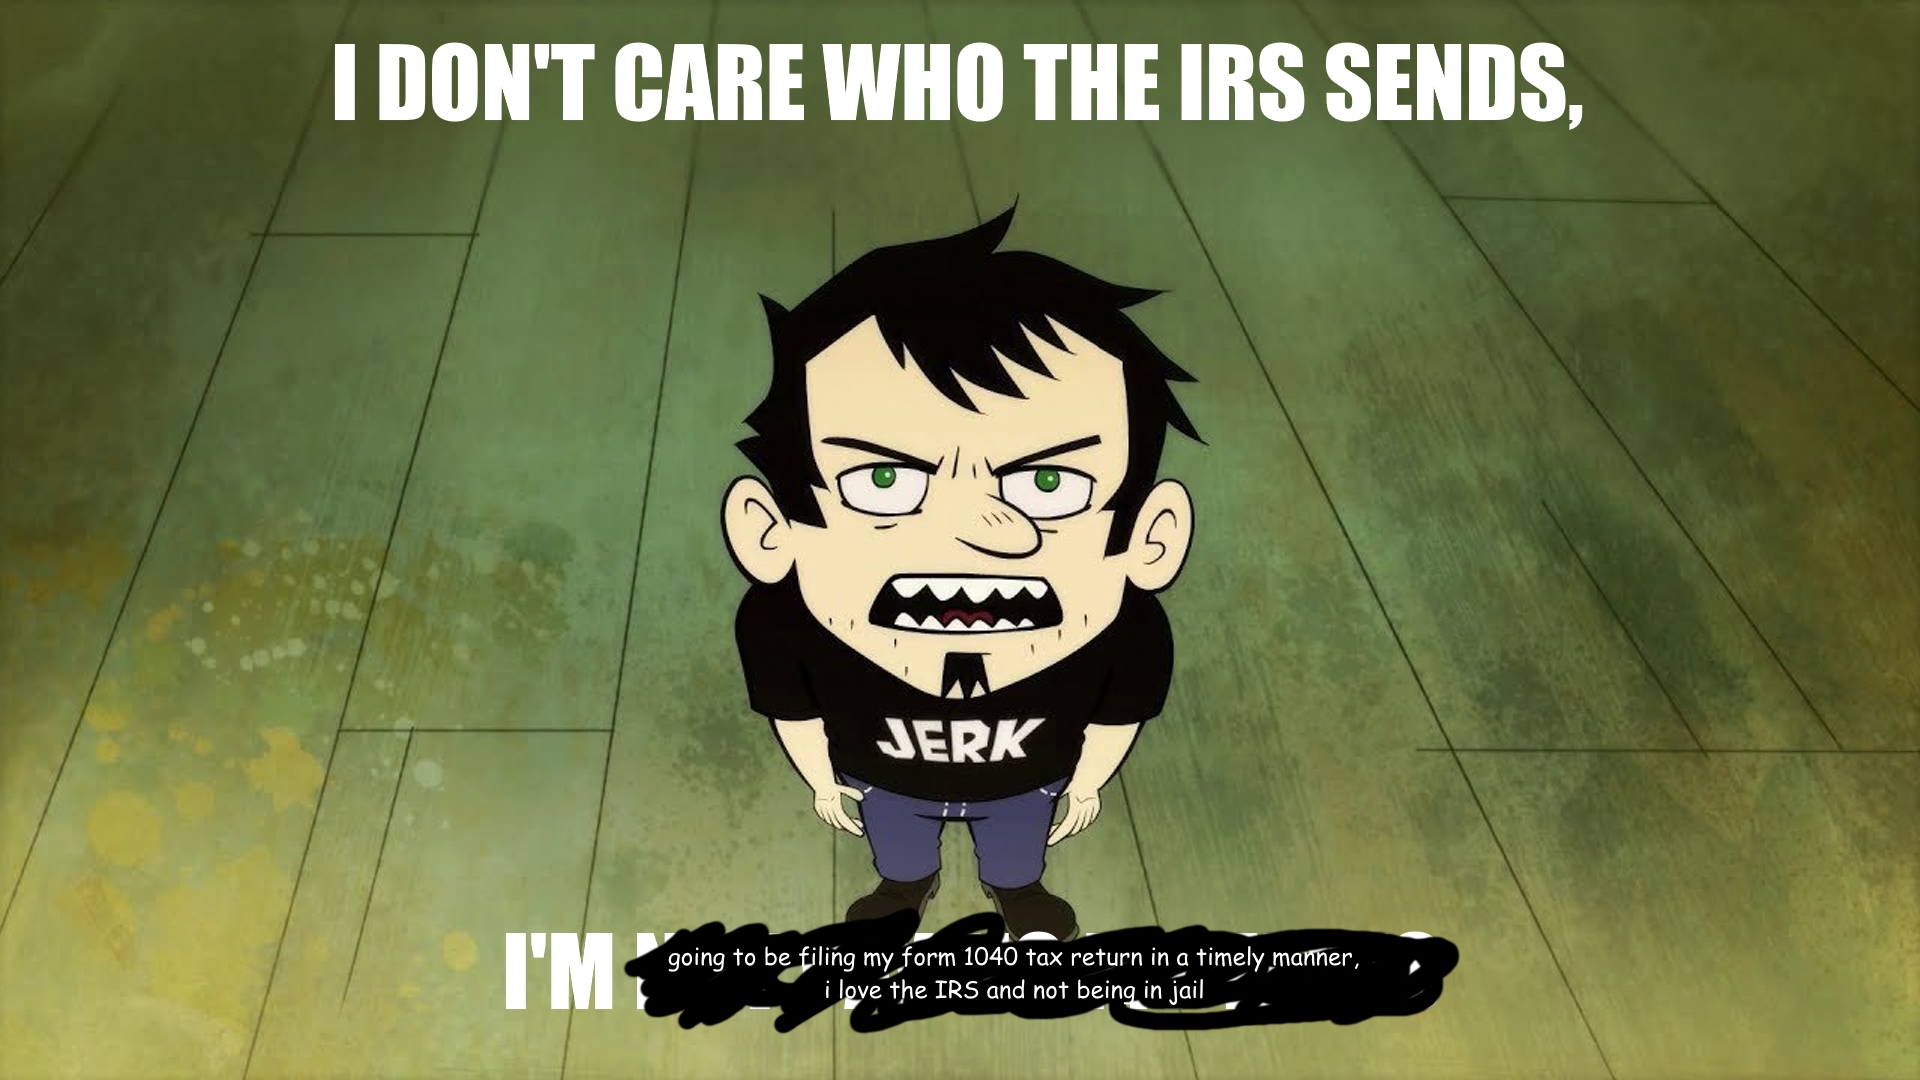 I DON'T CARE WHO THE IRS SENDS,
JERK
I'M
going to be filing my form 1040 tax return in a timely manner,
i love the IRS and not being in jail